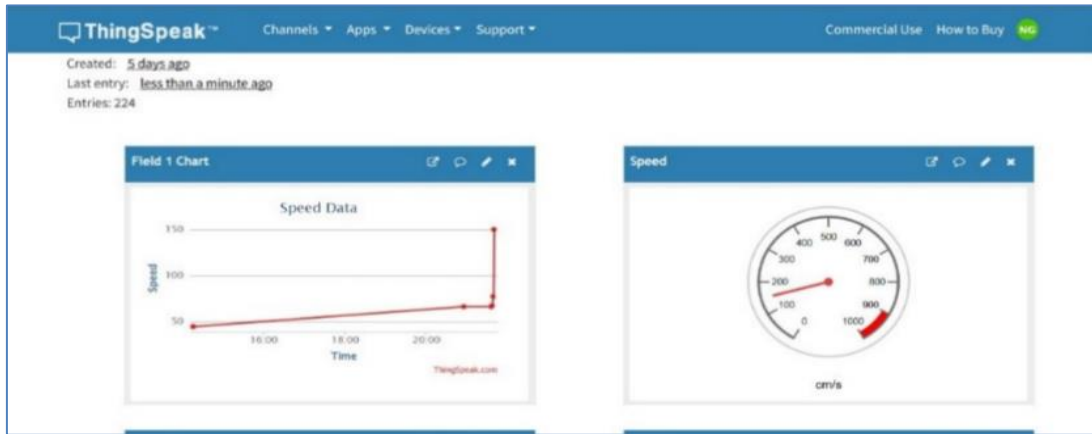 ThingSpeak™ Channels Apps Devices Support Commercial Use How to Buy NG
Created: 5 days ago
Last entry: less than a minute ago
Entries: 224
Field 1 Chart
Speed Data
150
100
50
Speed
16:00 18:00 20:00
Time
ThingSpeak.com
Speed
0
100
200
300
400
500
600
700
800
900
1000
cm/s